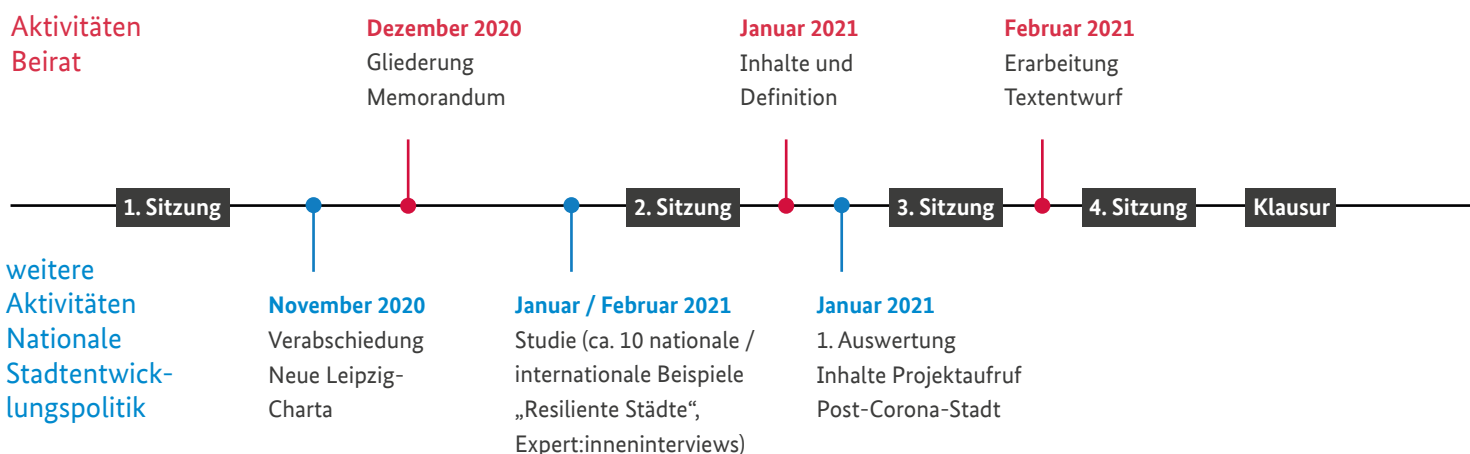 Aktivitäten
Beirat
Dezember 2020
Gliederung
Memorandum
Januar 2021
Inhalte und
Definition
Februar 2021
Erarbeitung
Textentwurf
1. Sitzung
2. Sitzung
3. Sitzung
4. Sitzung
Klausur
weitere
Aktivitäten
Nationale
Stadtentwick-
lungspolitik
November 2020
Verabschiedung
Neue Leipzig-
Charta
Januar / Februar 2021
Studie (ca. 10 nationale /
internationale Beispiele
„Resiliente Städte“,
Expert:inneninterviews)
Januar 2021
1. Auswertung
Inhalte Projektaufruf
Post-Corona-Stadt